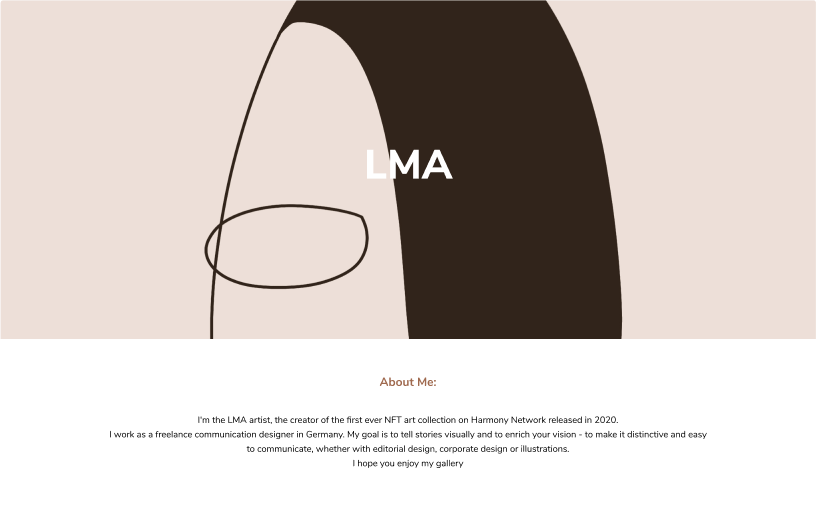 LMA
About Me:
I'm the LMA artist, the creator of the first ever NFT art collection on Harmony Network released in 2020.
I work as a freelance communication designer in Germany. My goal is to tell stories visually and to enrich your vision - to make it distinctive and easy
to communicate, whether with editorial design, corporate design or illustrations.
I hope you enjoy my gallery